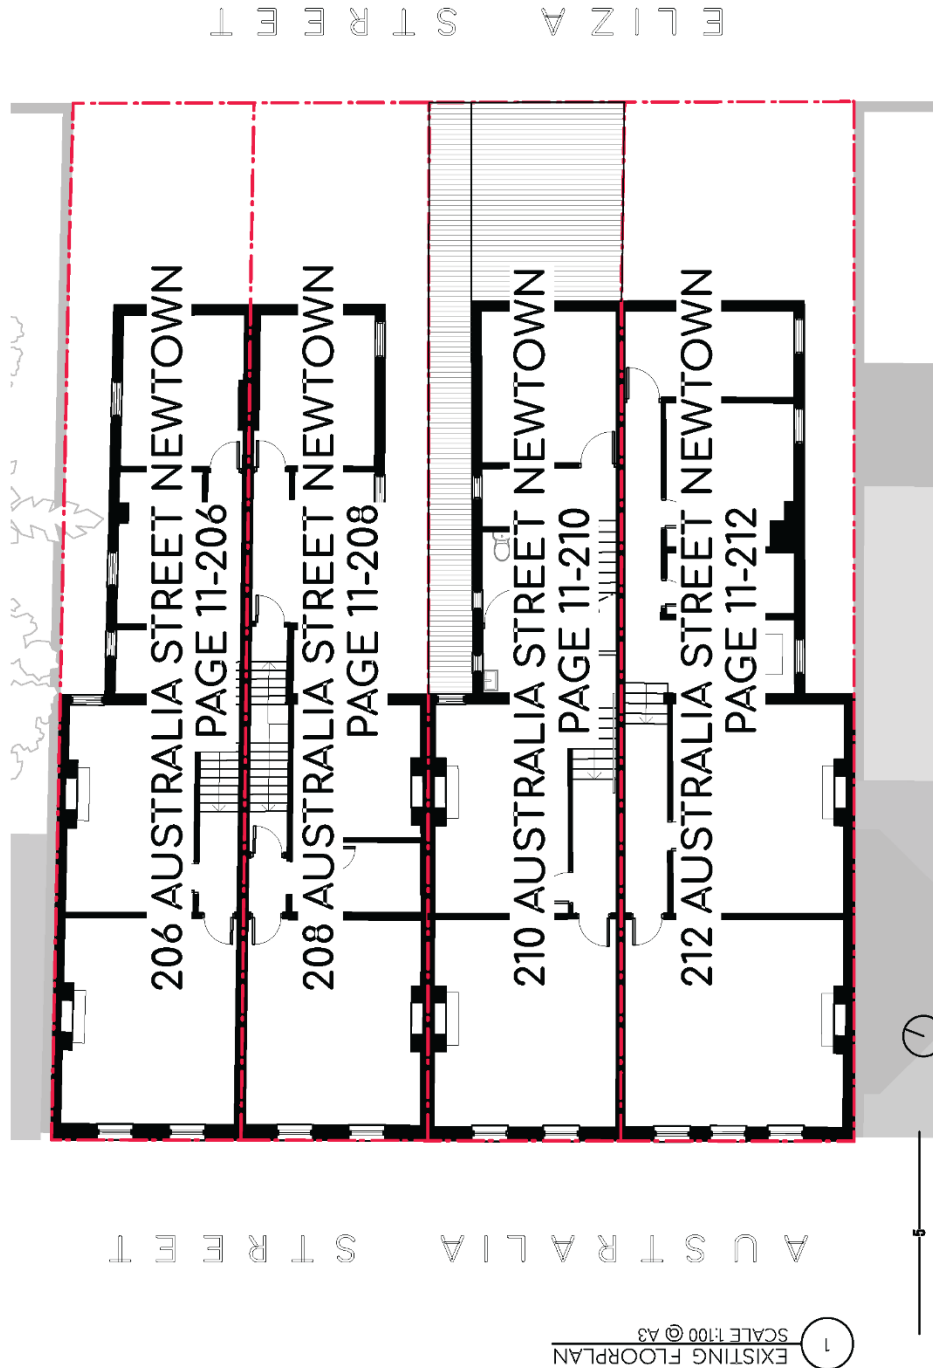 ELIZA STREET
206 AUSTRALIA STREET NEWTOWN
PAGE 11-206
208 AUSTRALIA STREET NEWTOWN
PAGE 11-208
210 AUSTRALIA STREET NEWTOWN
PAGE 11-210
212 AUSTRALIA STREET NEWTOWN
PAGE 11-212
AUSTRALIA STREET
5
1
EXISTING FLOORPLAN
SCALE 1:100 @ A3